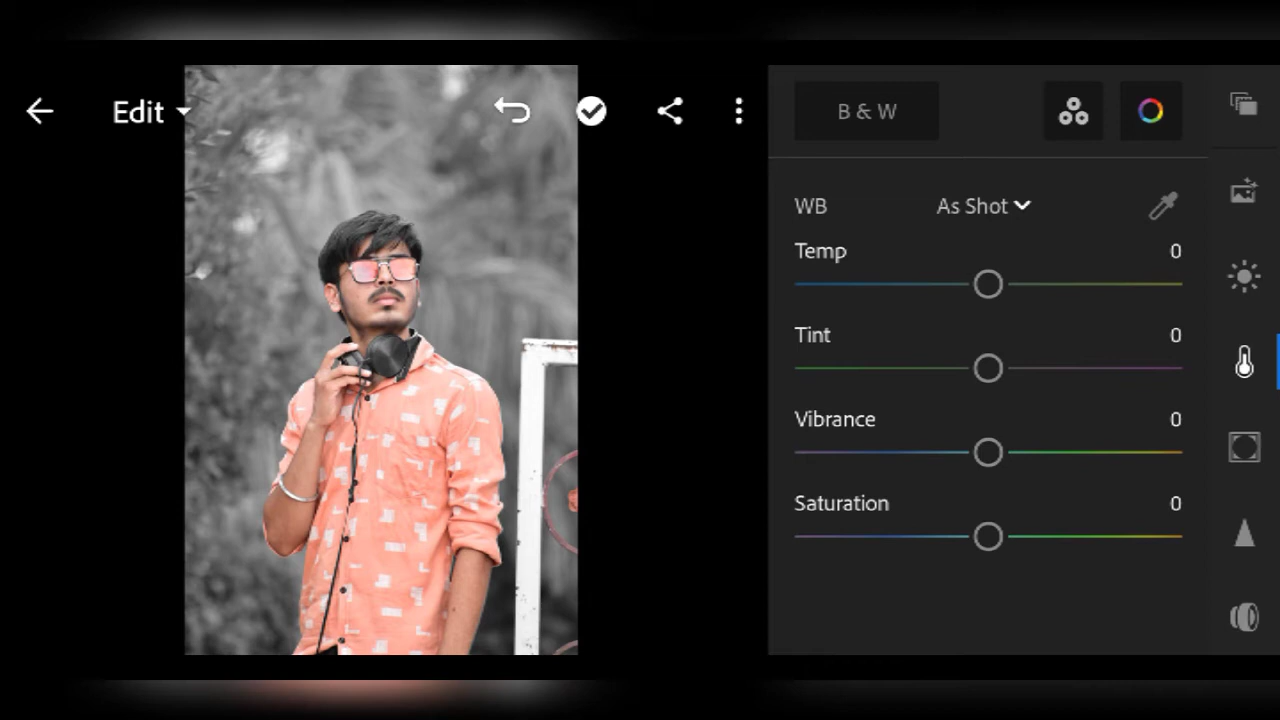 Edit
B & W
WB As Shot
Temp 0
Tint 0
Vibrance 0
Saturation 0